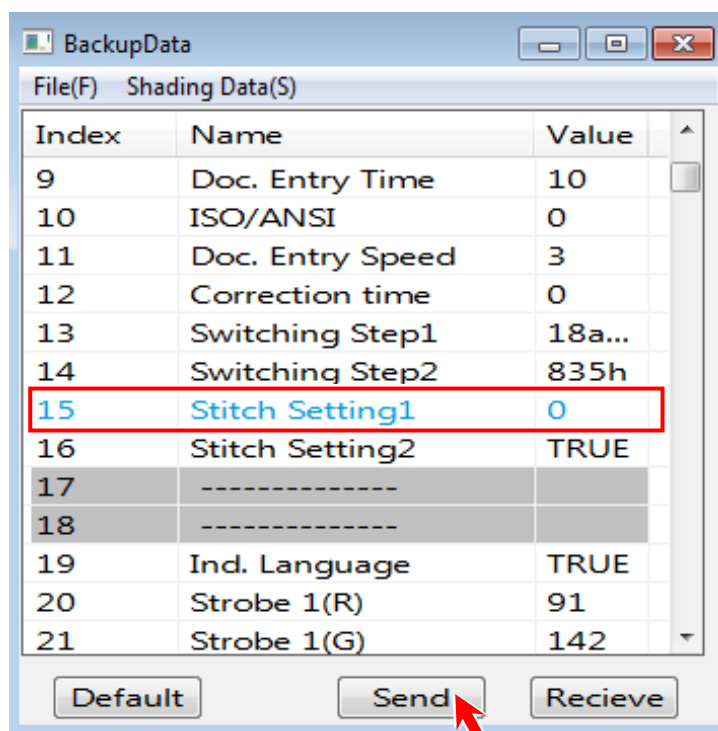 BackupData
File(F) Shading Data(S)
Index Name Value
9 Doc. Entry Time 10
10 ISO/ANSI 0
11 Doc. Entry Speed 3
12 Correction time 0
13 Switching Step1 18a...
14 Switching Step2 835h
15 Stitch Setting1 0
16 Stitch Setting2 TRUE
17 --------------
18 --------------
19 Ind. Language TRUE
20 Strobe 1(R) 91
21 Strobe 1(G) 142
Default Send Recieve